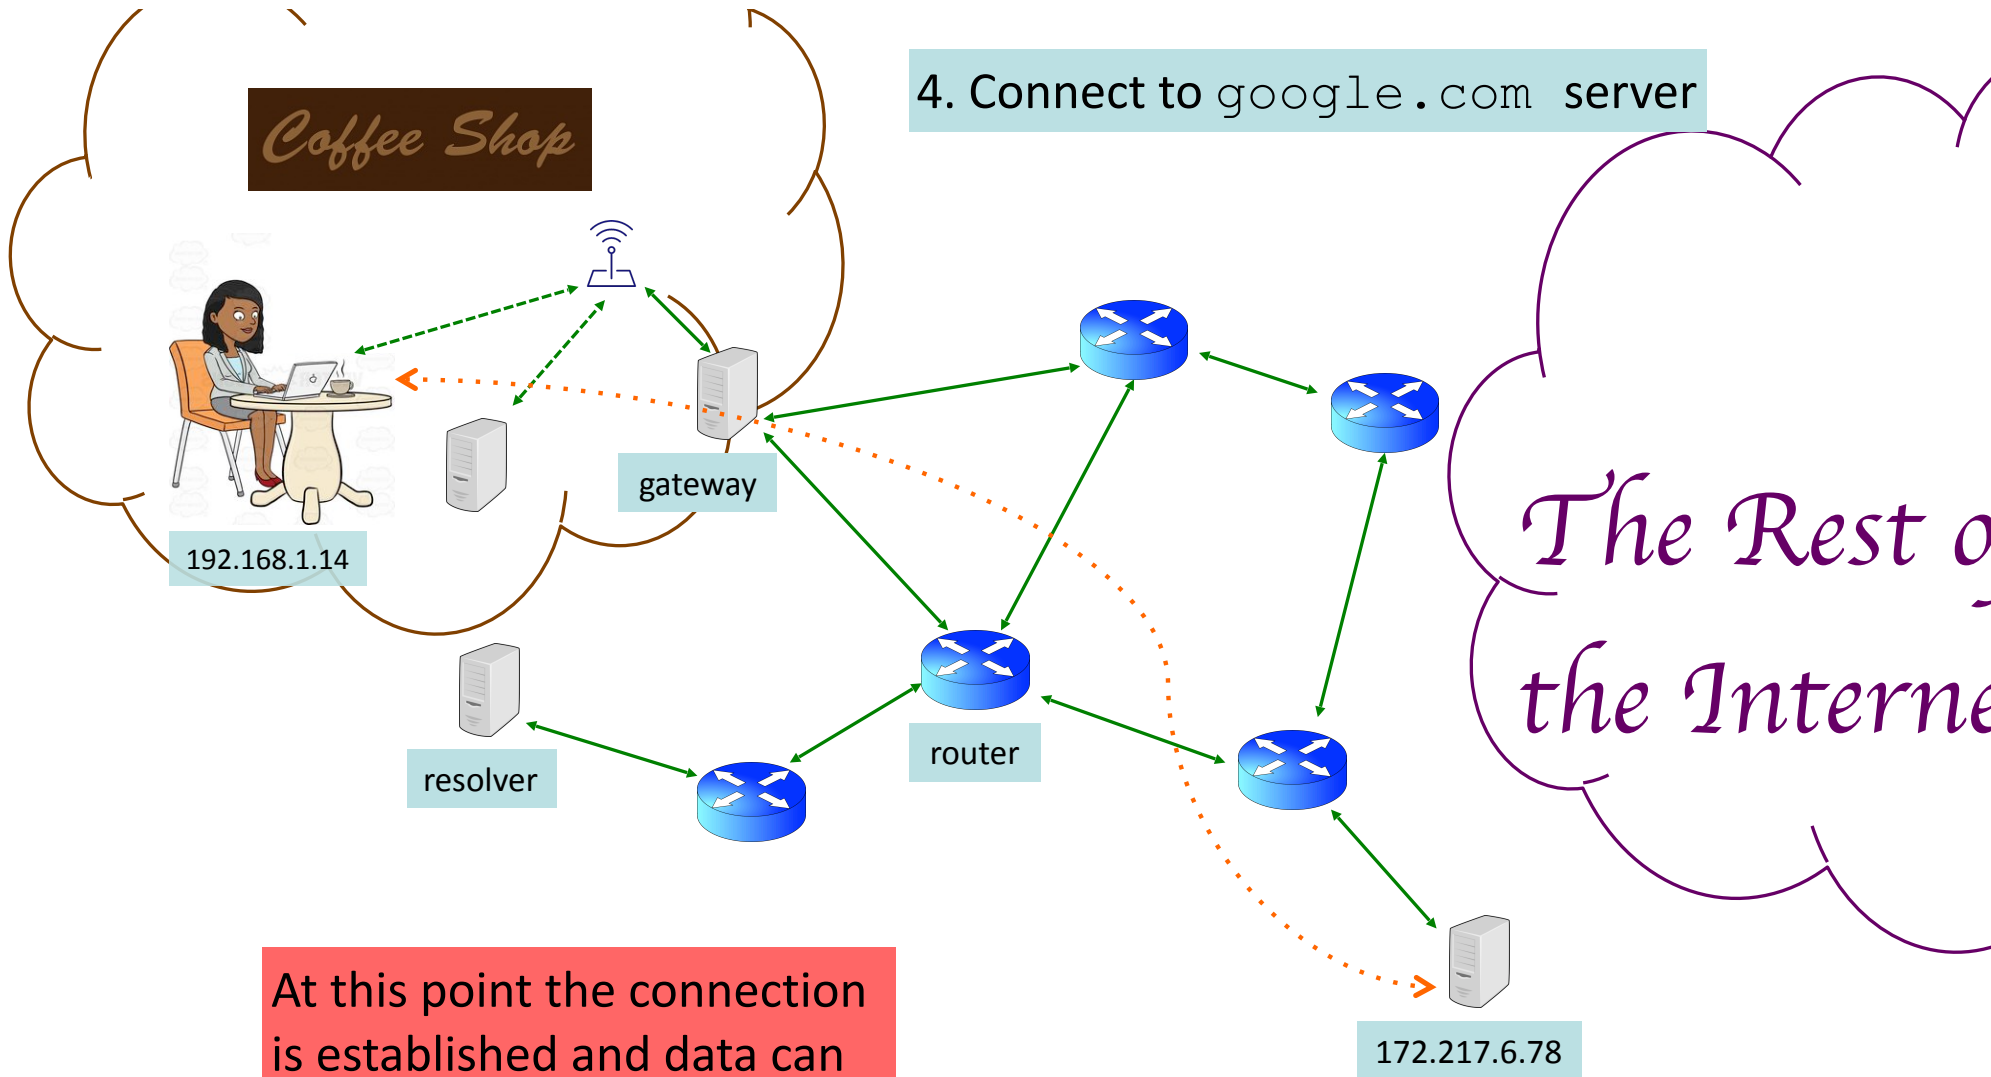 4. Connect to google.com server
Coffee Shop
gateway
192.168.1.14
The Rest
the
router
resolver
At this point the connection
is established and data can
172.217.6.78